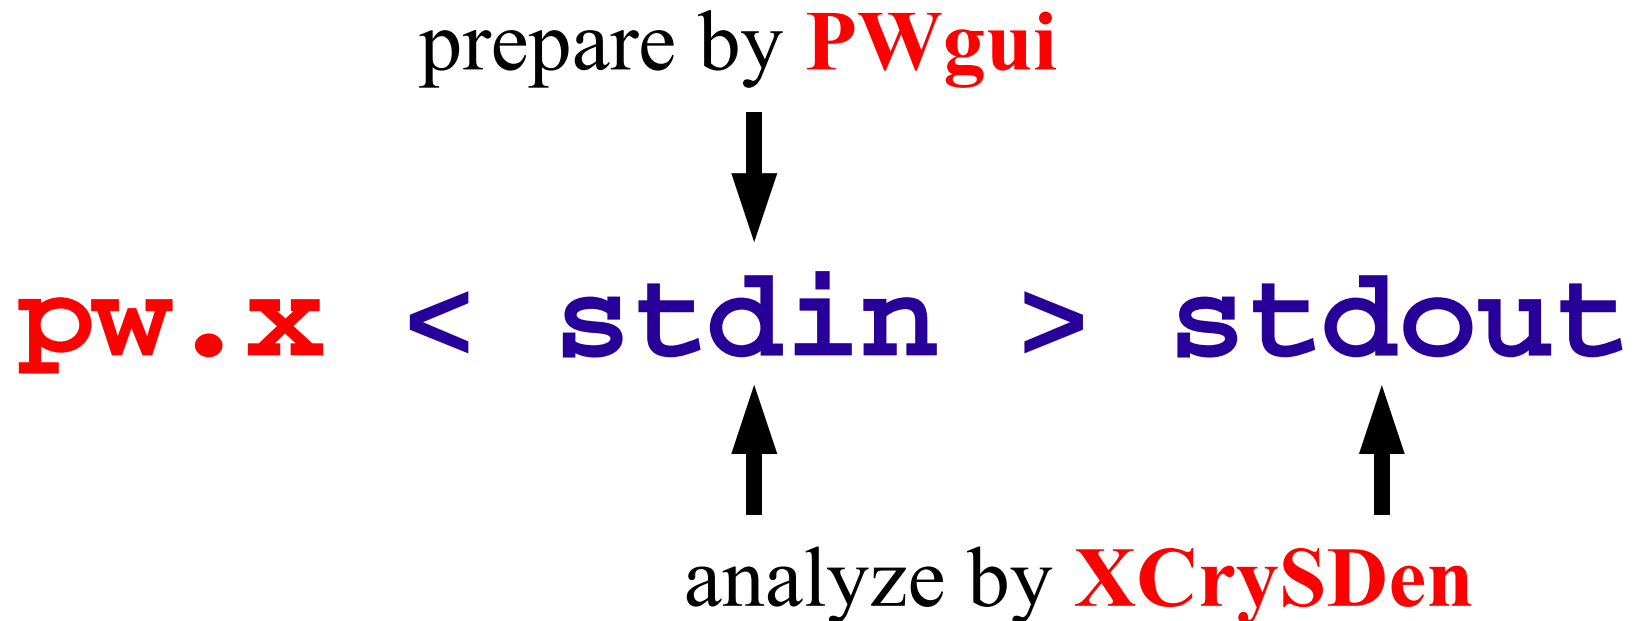 prepare by PWgui
pw.x < stdin > stdout
analyze by XCrySDen